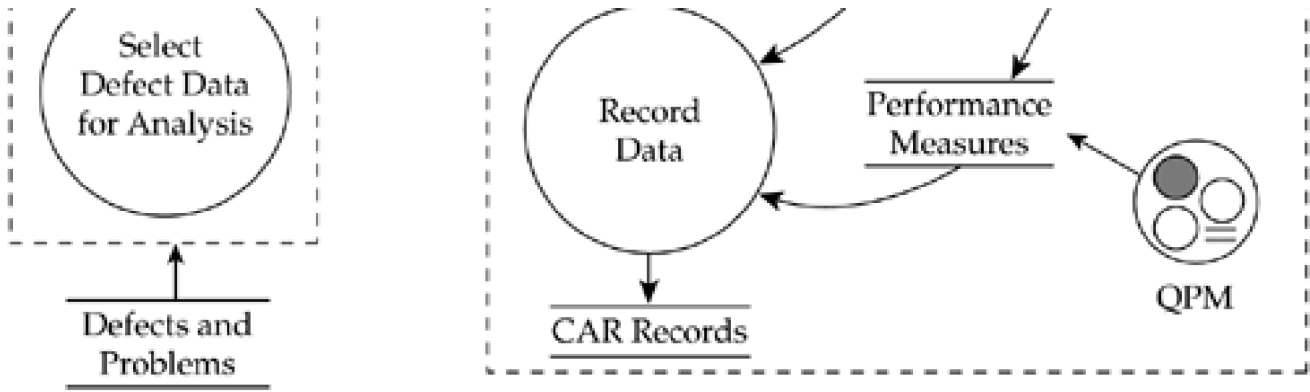 Select
Defect Data
for Analysis
Defects and
Problems
Record
Data
CAR Records
Performance
Measures
QPM